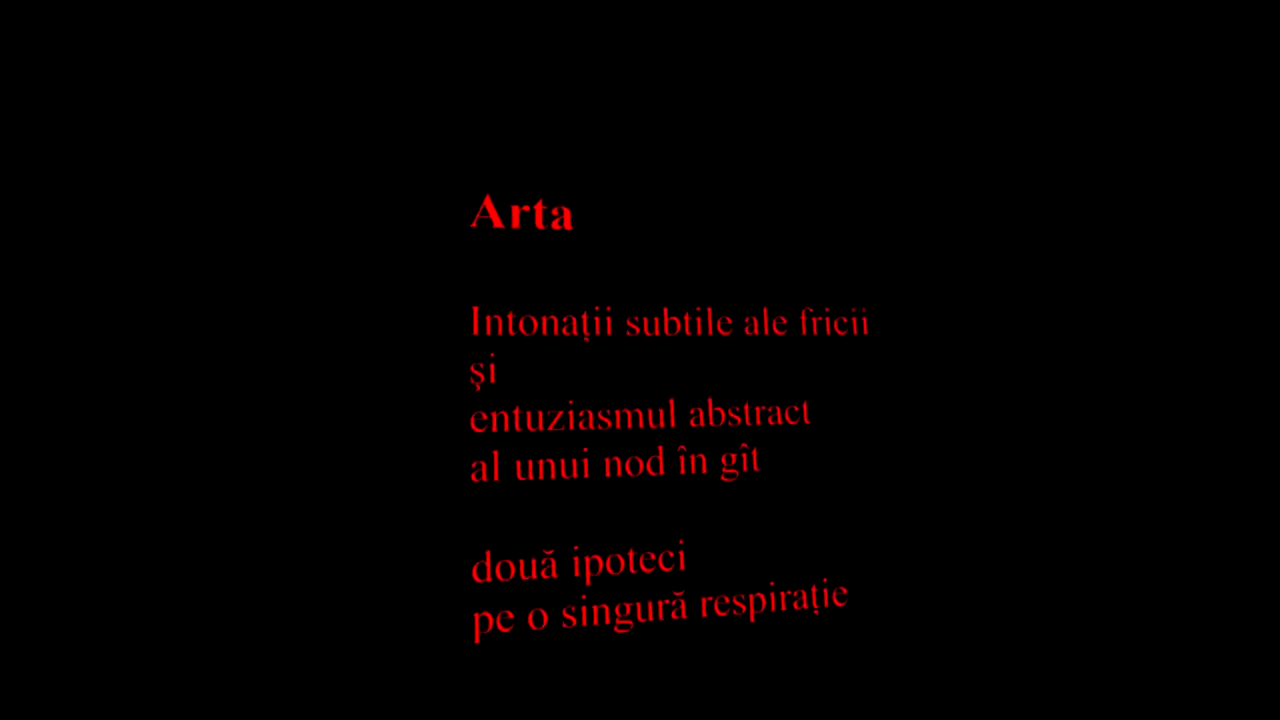 Arta
Intonații subtile ale fricii
și
entuziasmul abstract
al unui nod în gît
două ipoteci
pe o singură respirație